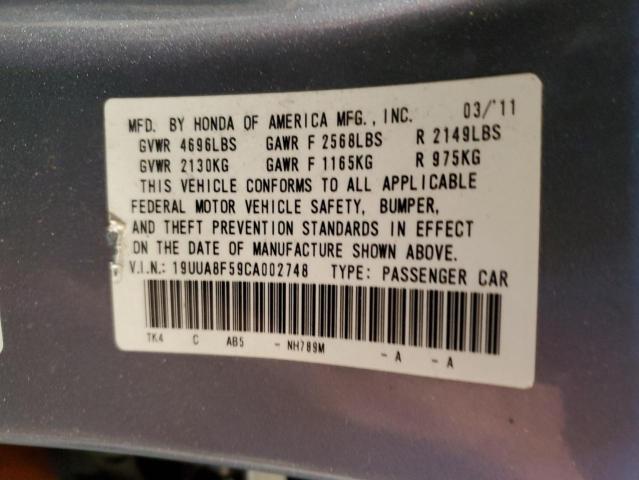 MFD. BY HONDA OF AMERICA MFG., INC. 03/'11
GVWR 4696LBS GAWR F 2568LBS R 2149LBS
GVWR 2130KG GAWR F 1165KG R 975KG
THIS VEHICLE CONFORMS TO ALL APPLICABLE
FEDERAL MOTOR VEHICLE SAFETY, BUMPER,
AND THEFT PREVENTION STANDARDS IN EFFECT
ON THE DATE OF MANUFACTURE SHOWN ABOVE.
V.I.N.: 19UUA8F59CA002748 TYPE: PASSENGER CAR
TK4 C AB5 - NH789M - A - A